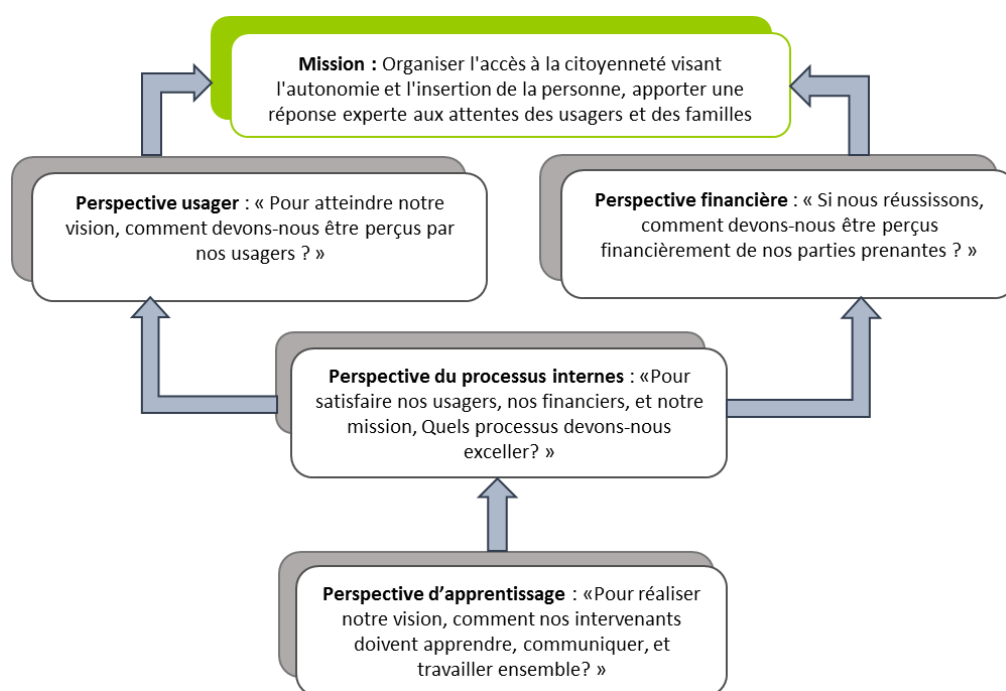 Mission : Organiser l'accès à la citoyenneté visant
l'autonomie et l'insertion de la personne, apporter une
réponse experte aux attentes des usagers et des familles
Perspective usager : « Pour atteindre notre
vision, comment devons-nous être perçus par
nos usagers ? »
Perspective financière : « Si nous réussissons,
comment devons-nous être perçus
financièrement de nos parties prenantes ? »
Perspective du processus internes : «Pour
satisfaire nos usagers, nos financiers, et notre
mission, Quels processus devons-nous
exceller? »
Perspective d’apprentissage : «Pour réaliser
notre vision, comment nos intervenants
doivent apprendre, communiquer, et
travailler ensemble? »